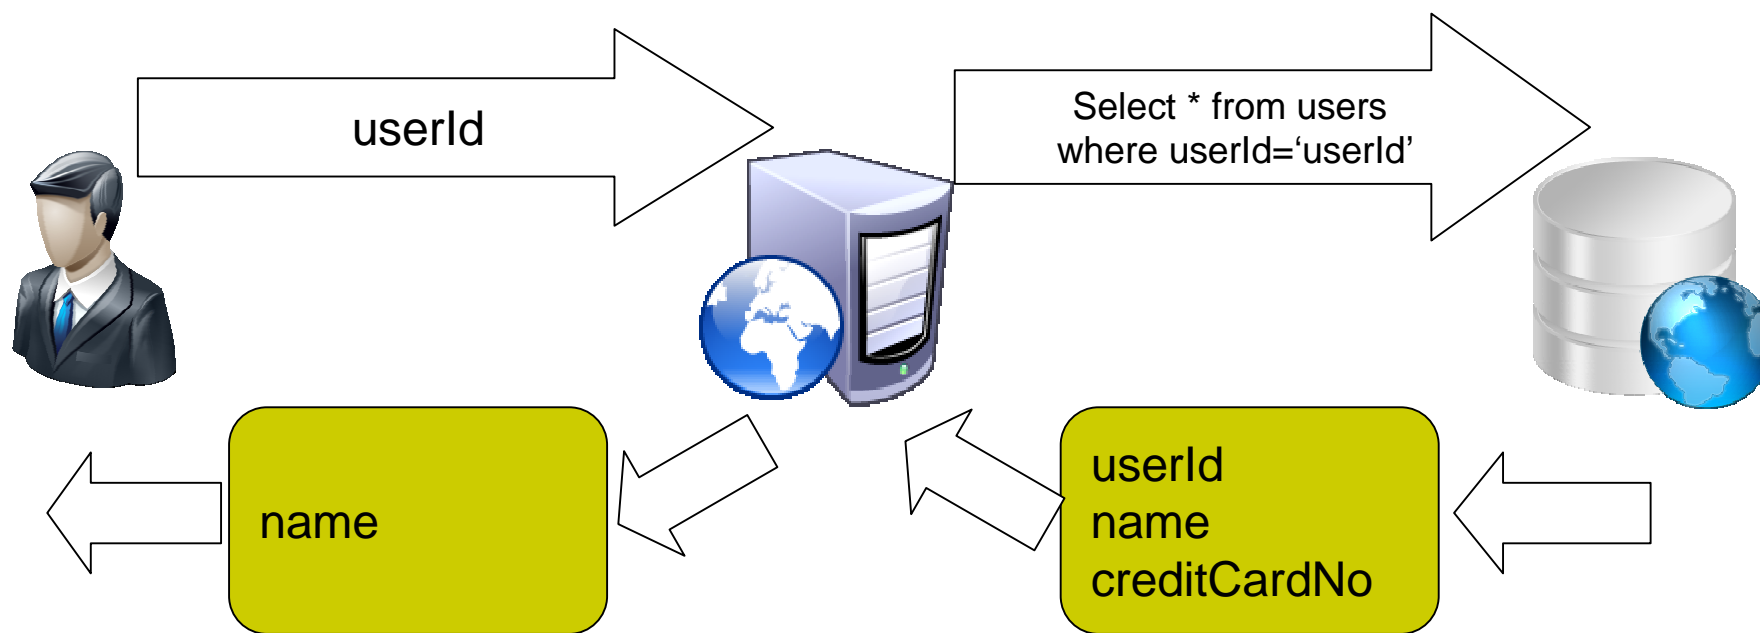 userId
Select * from users
where userId=‘userId’
name
userId
name
creditCardNo